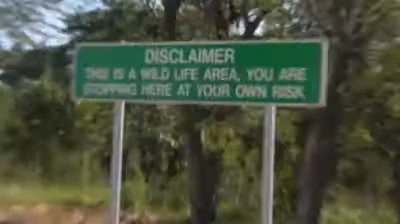 DISCLAIMER
THIS IS A WILD LIFE AREA, YOU ARE
STOPPING HERE AT YOUR OWN RISK